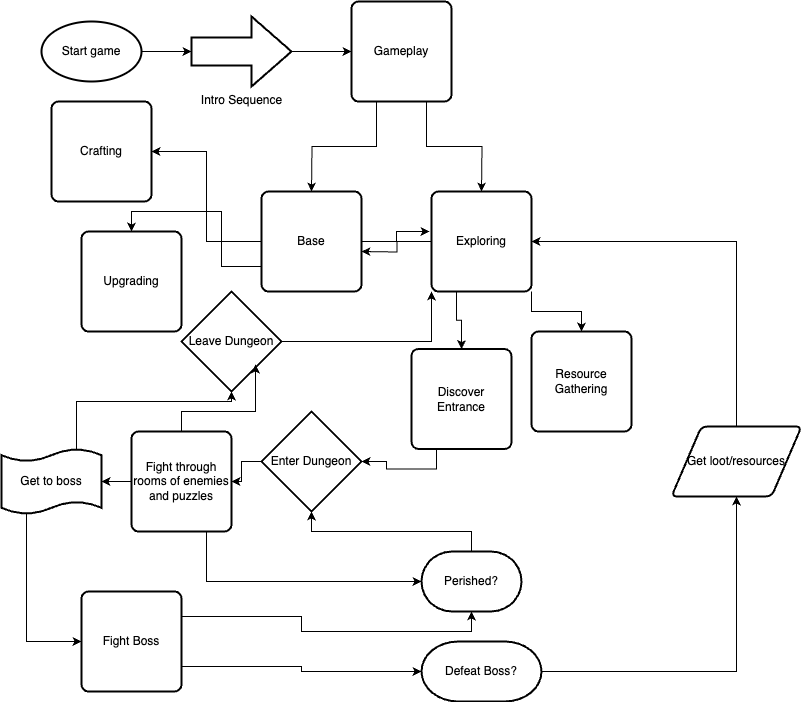 Start game
Intro Sequence
Gameplay
Crafting
Base
Exploring
Upgrading
Leave Dungeon
Discover
Entrance
Resource
Gathering
Get to boss
Fight through
rooms of enemies
and puzzles
Enter Dungeon
Get loot/resources
Perished?
Fight Boss
Defeat Boss?